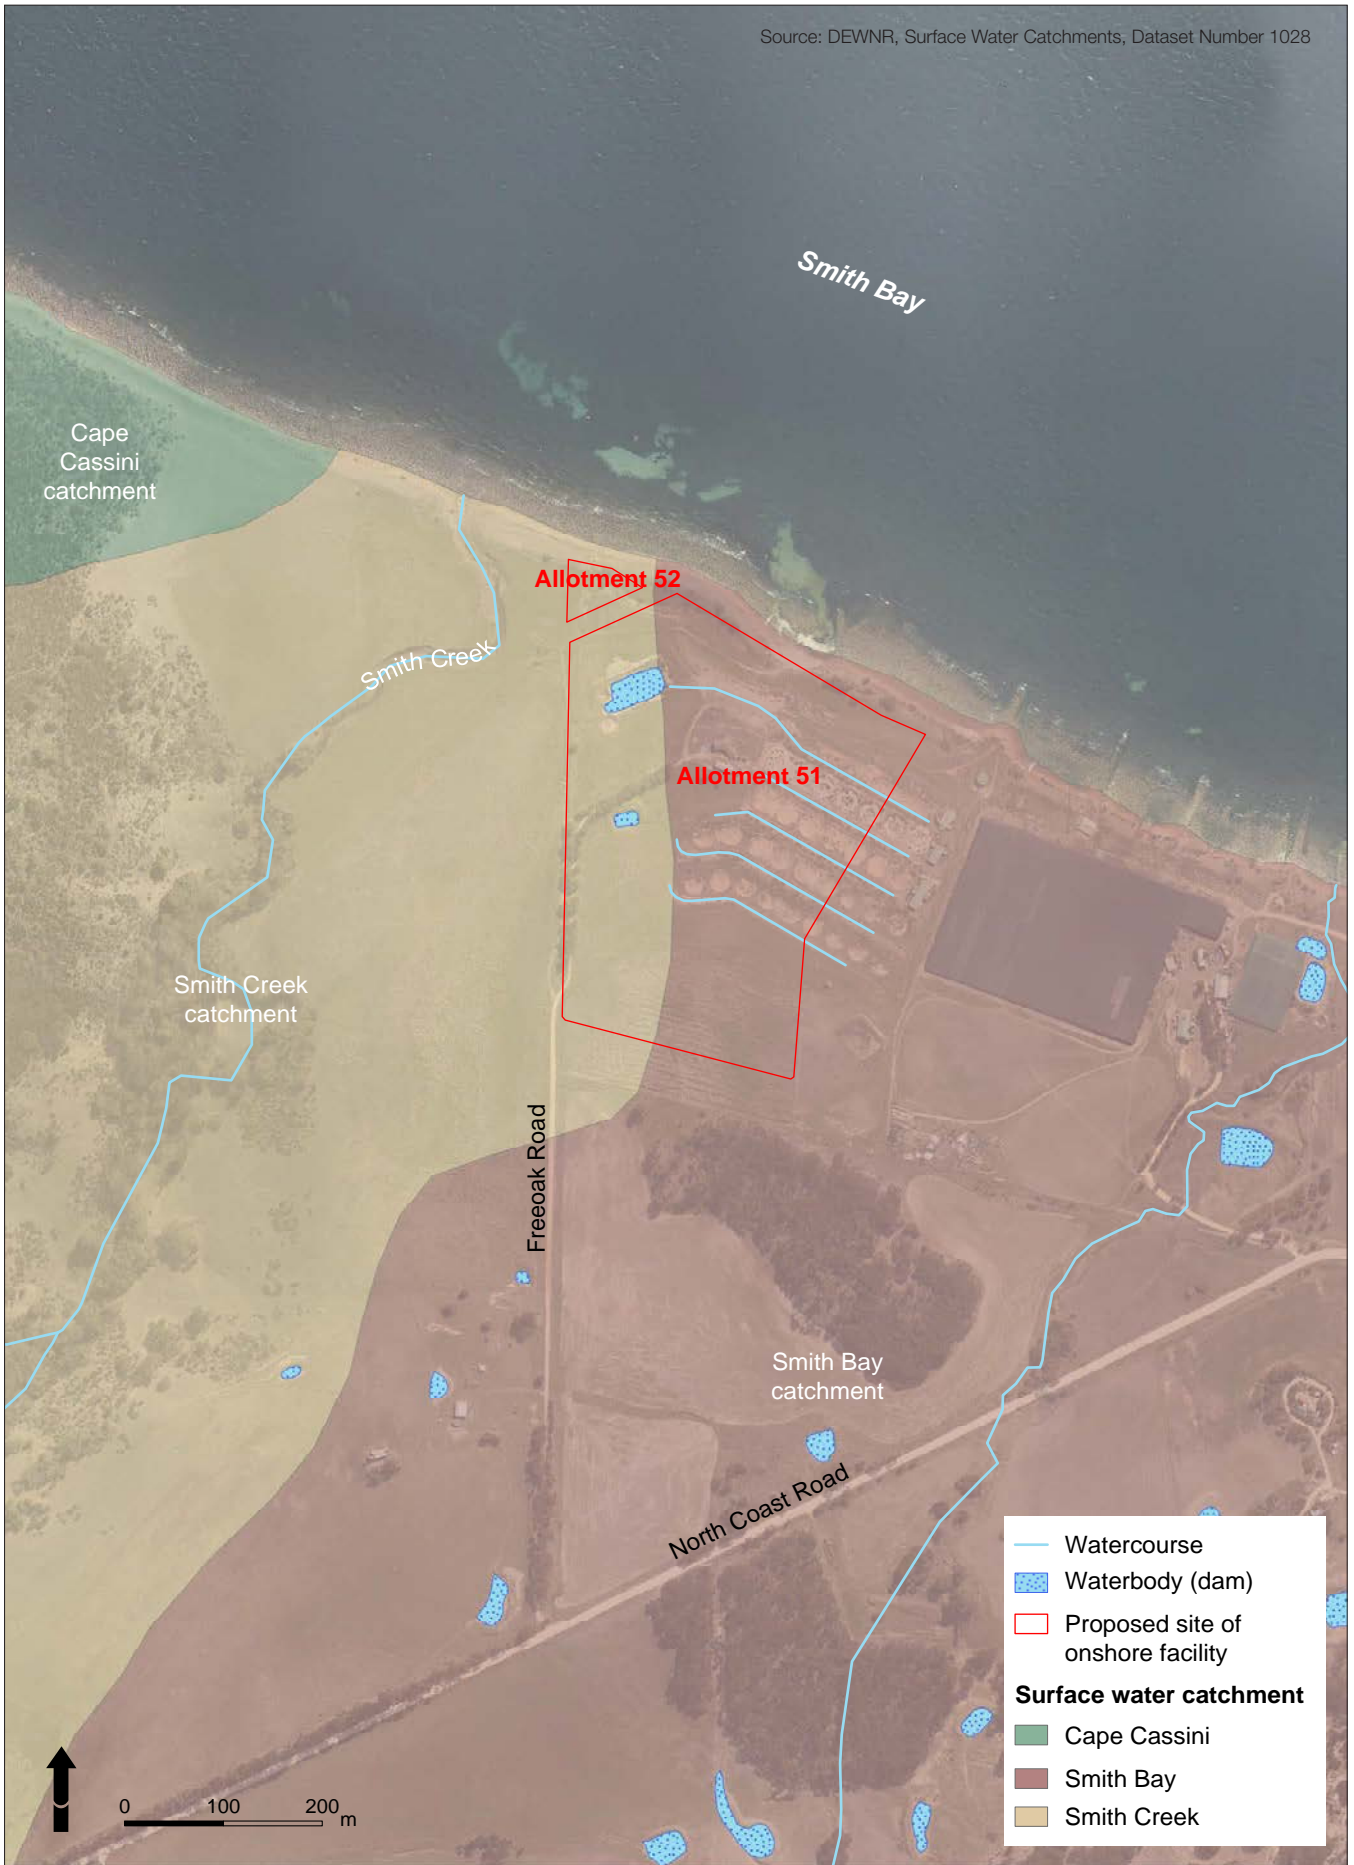 Source: DEWNR, Surface Water Catchments, Dataset Number 1028
Smith Bay
Cape
Cassini
catchment
Allotment 52
Smith Creek
Allotment 51
Smith Creek
catchment
Freeoak Road
Smith Bay
catchment
North Coast Road
Watercourse
Waterbody (dam)
Proposed site of
onshore facility
Surface water catchment
Cape Cassini
Smith Bay
Smith Creek
0 100 200 m